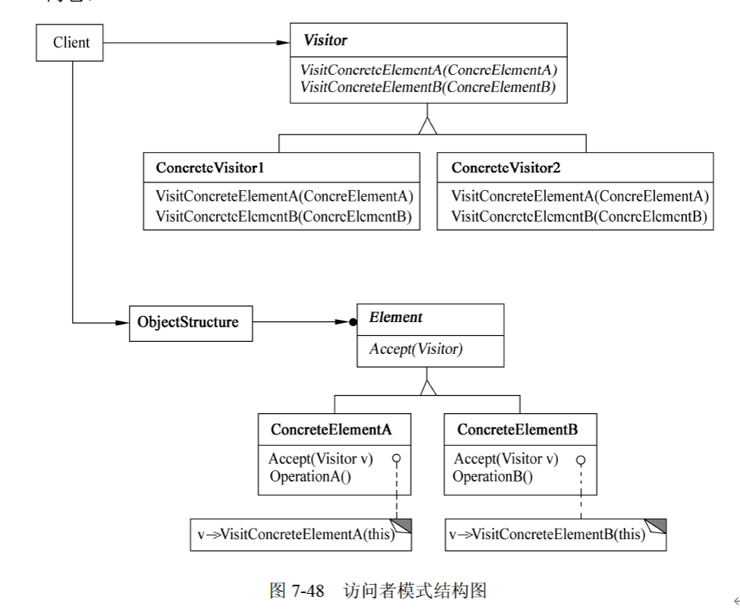 Client
Visitor
VisitConcreteElementA(ConcreElementA)
VisitConcreteElementB(ConcreElementB)
ConcreteVisitor1
VisitConcreteElementA(ConcreElementA)
VisitConcreteElementB(ConcreElementB)
ConcreteVisitor2
VisitConcreteElementA(ConcreElementA)
VisitConcreteElementB(ConcreElementB)
ObjectStructure
Element
Accept(Visitor)
ConcreteElementA
Accept(Visitor v)
OperationA()
ConcreteElementB
Accept(Visitor v)
OperationB()
v->VisitConcreteElementA(this)
v->VisitConcreteElementB(this)
图 7-48 访问者模式结构图